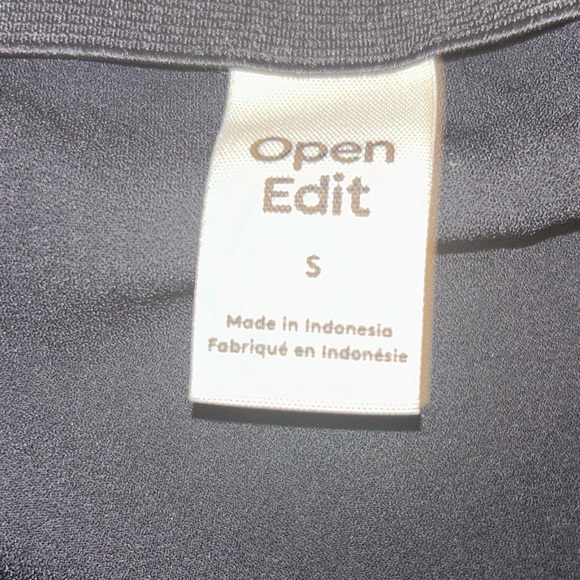 Open
Edit
S
Made in Indonesia
Fabriqué en Indonésie